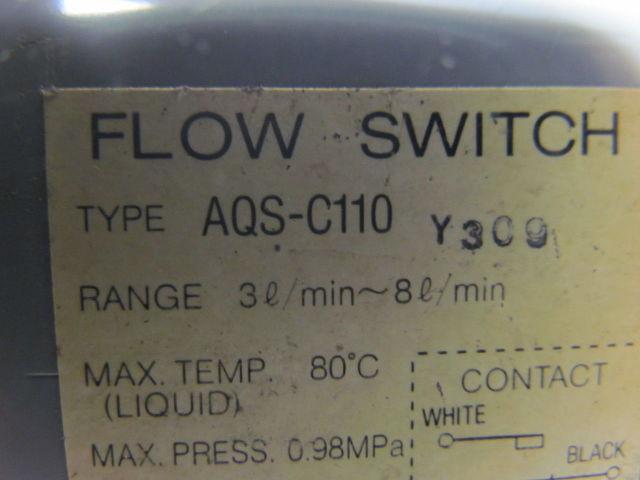 FLOW SWITCH
TYPE AQS-C110 Y309
RANGE 3ℓ/min~8ℓ/min
MAX. TEMP. 80°C
(LIQUID)
MAX. PRESS. 0.98MPa
CONTACT
WHITE
BLACK